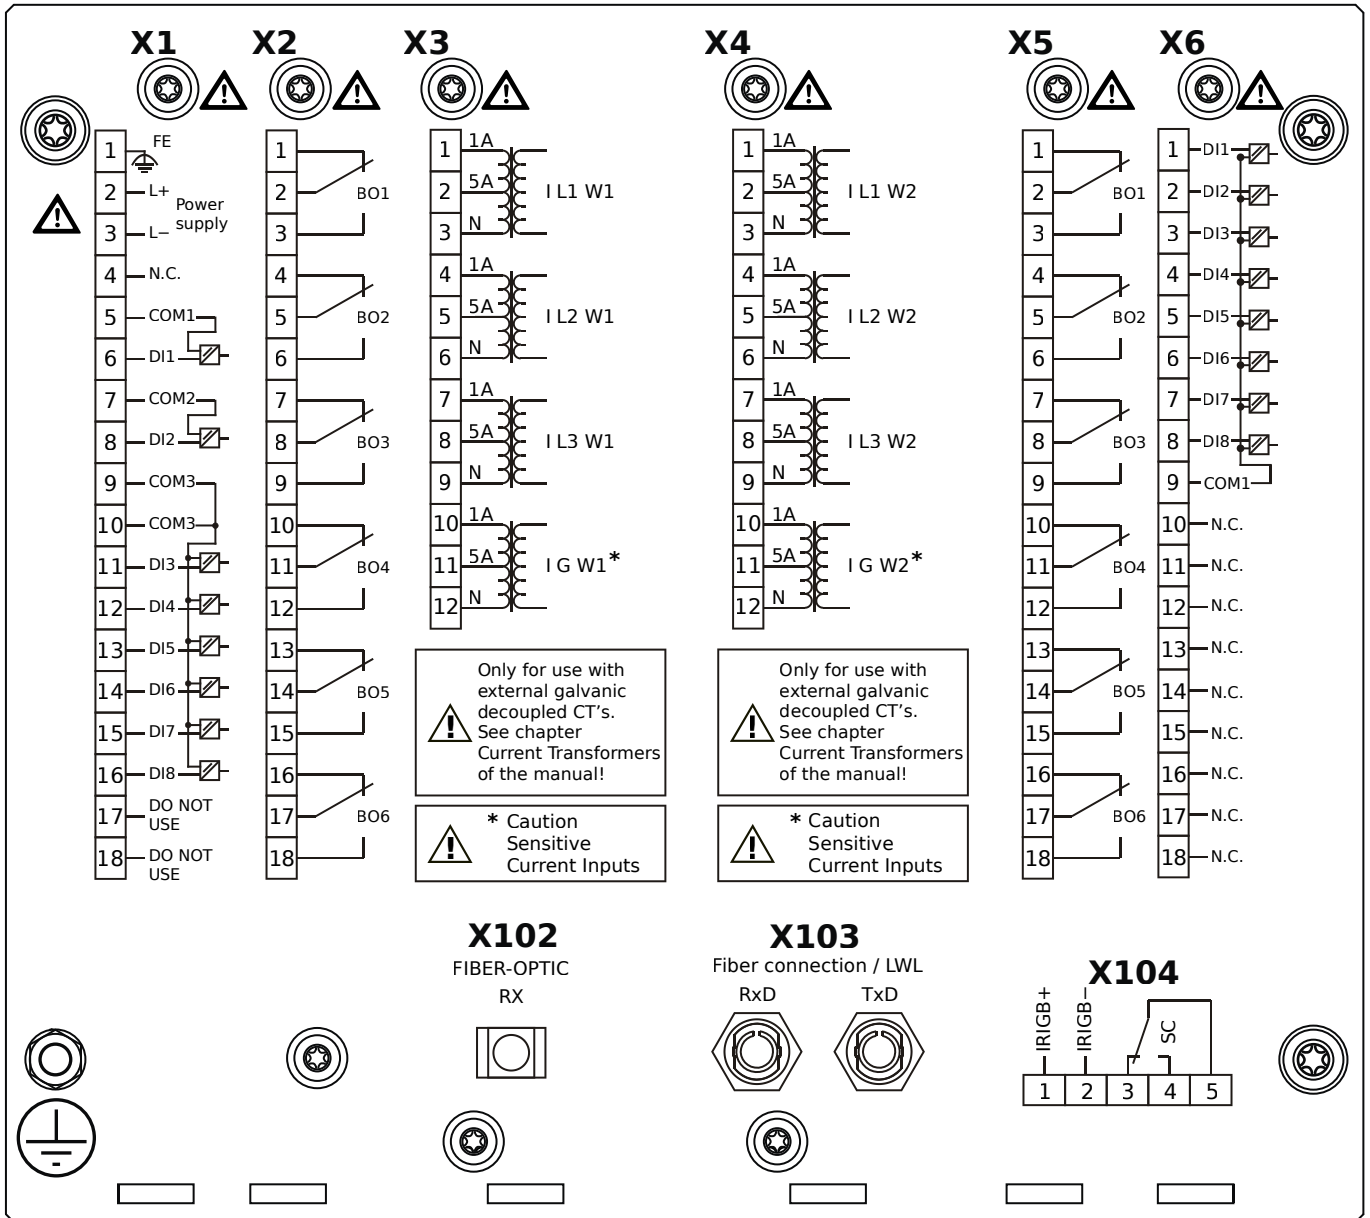 X1
X2
X3
X4
X5
X6
1
FE
2
L+
Power
supply
3
L−
4
N.C.
5
COM1
6
DI1
7
COM2
8
DI2
9
COM3
10
COM3
11
DI3
12
DI4
13
DI5
14
DI6
15
DI7
16
DI8
17
DO NOT
USE
18
DO NOT
USE
1
2
BO1
3
4
5
BO2
6
7
8
BO3
9
10
11
BO4
12
13
14
BO5
15
16
17
BO6
18
1
1A
2
5A
I L1 W1
3
N
4
1A
5
5A
I L2 W1
6
N
7
1A
8
5A
I L3 W1
9
N
10
1A
11
5A
I G W1*
12
N
Only for use with
external galvanic
decoupled CT's.
See chapter
Current Transformers
of the manual!
* Caution
Sensitive
Current Inputs
1
1A
2
5A
I L1 W2
3
N
4
1A
5
5A
I L2 W2
6
N
7
1A
8
5A
I L3 W2
9
N
10
1A
11
5A
I G W2*
12
N
Only for use with
external galvanic
decoupled CT's.
See chapter
Current Transformers
of the manual!
* Caution
Sensitive
Current Inputs
1
2
BO1
3
4
5
BO2
6
7
8
BO3
9
10
11
BO4
12
13
14
BO5
15
16
17
BO6
18
1
DI1
2
DI2
3
DI3
4
DI4
5
DI5
6
DI6
7
DI7
8
DI8
9
COM1
10
N.C.
11
N.C.
12
N.C.
13
N.C.
14
N.C.
15
N.C.
16
N.C.
17
N.C.
18
N.C.
X102
FIBER-OPTIC
RX
X103
Fiber connection / LWL
RxD
TxD
X104
IRIGB+
IRIGB−
SC
1
2
3
4
5